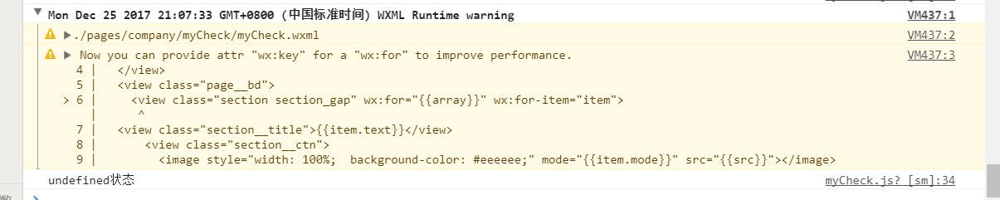 Mon Dec 25 2017 21:07:33 GMT+0800 (中国标准时间) WXML Runtime warning VM437:1
./pages/company/myCheck/myCheck.wxml VM437:2
Now you can provide attr "wx:key" for a "wx:for" to improve performance. VM437:3
4 |   </view>
5 |   <view class="page__bd">
> 6 |     <view class="section section_gap" wx:for="{{array}}" wx:for-item="item">
|      ^
7 |   <view class="section__title">{{item.text}}</view>
8 |       <view class="section__ctn">
9 |         <image style="width: 100%;  background-color: #eeeeee;" mode="{{item.mode}}" src="{{src}}"></image>
undefined状态 myCheck.js? [sm]:34